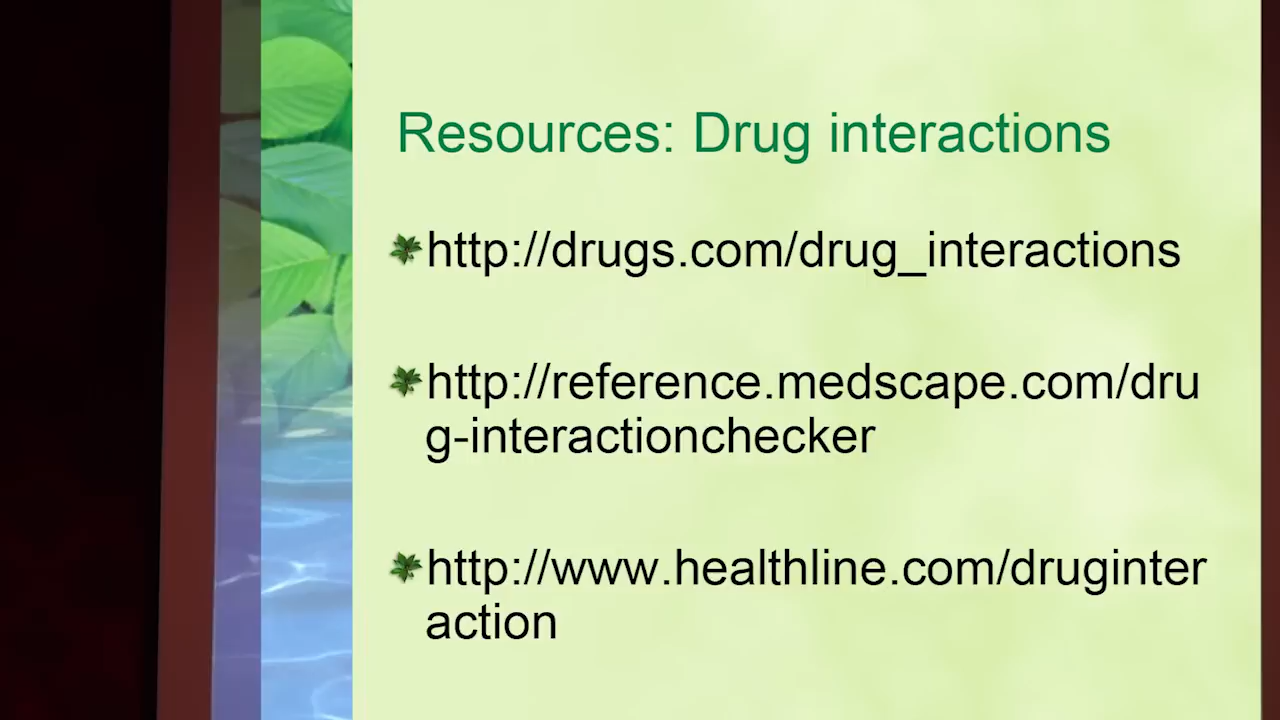 Resources: Drug interactions
http://drugs.com/drug_interactions
http://reference.medscape.com/dru
g-interactionchecker
http://www.healthline.com/druginter
action